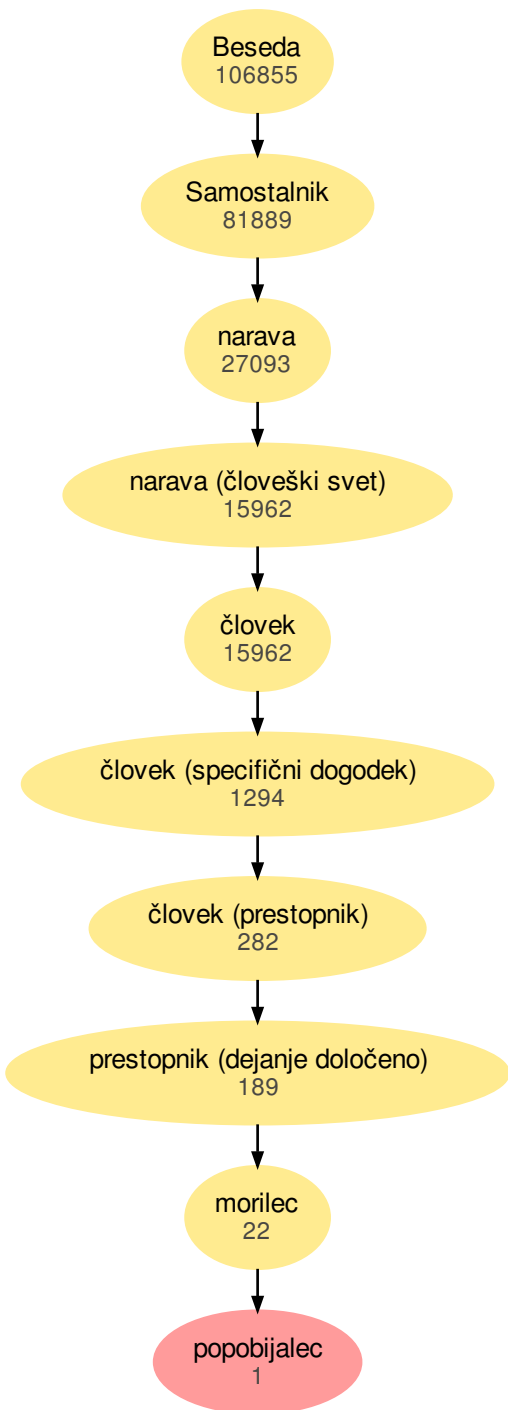 Beseda
106855
Samostalnik
81889
narava
27093
narava (človeški svet)
15962
človek
15962
človek (specifični dogodek)
1294
človek (prestopnik)
282
prestopnik (dejanje določeno)
189
morilec
22
popobijalec
1